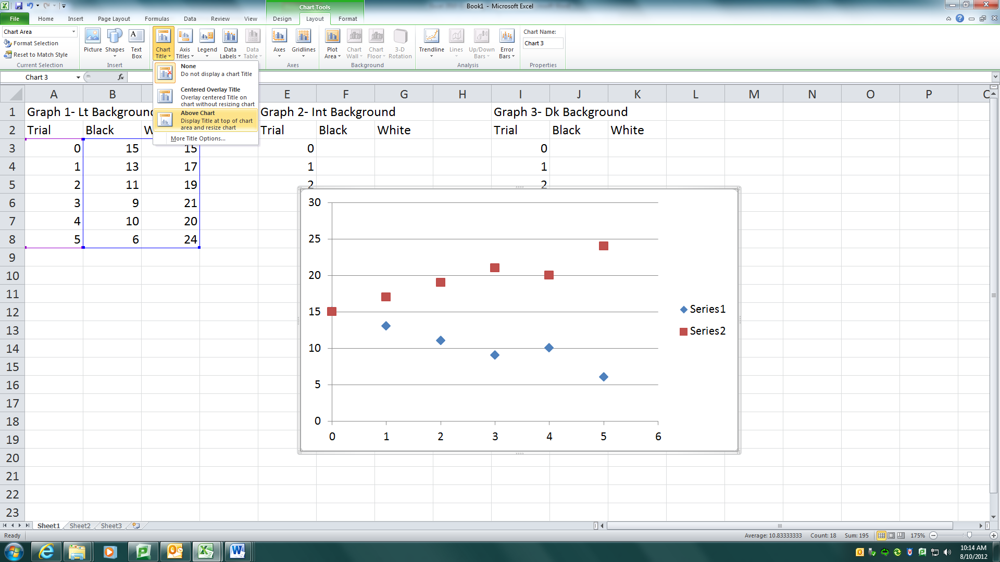 Book1 - Microsoft Excel
Chart Tools
File Home Insert Page Layout Formulas Data Review View Design Layout Format
Chart Area
Format Selection
Reset to Match Style
Current Selection
Picture Shapes Text Box
Insert
Chart Title Axis Titles Legend Data Labels Data Table
Axes Gridlines
Axes
Plot Area Chart Wall Chart Floor 3-D Rotation
Background
Trendline Lines Up/Down Bars Error Bars
Analysis
Chart Name:
Chart 3
Properties
None
Do not display a chart Title
Centered Overlay Title
Overlay centered Title on
chart without resizing chart
Above Chart
Display Title at top of chart
area and resize chart
More Title Options...
Chart 3 fx
A B E F G H I J K L M N O P
1 Graph 1- Lt Background Graph 2- Int Background Graph 3- Dk Background
2 Trial Black W Trial Black White Trial Black White
3 0 15 15 0 0
4 1 13 17 1 1
5 2 11 19 2 2
6 3 9 21
7 4 10 20
8 5 6 24
9
10
11
12
13
14
15
16
17
18
19
20
21
22
23
30
25
20
15
10
5
0
0 1 2 3 4 5 6
Series1
Series2
Sheet1 Sheet2 Sheet3
Ready Average: 10.83333333 Count: 18 Sum: 195 175%
10:14 AM
8/10/2012